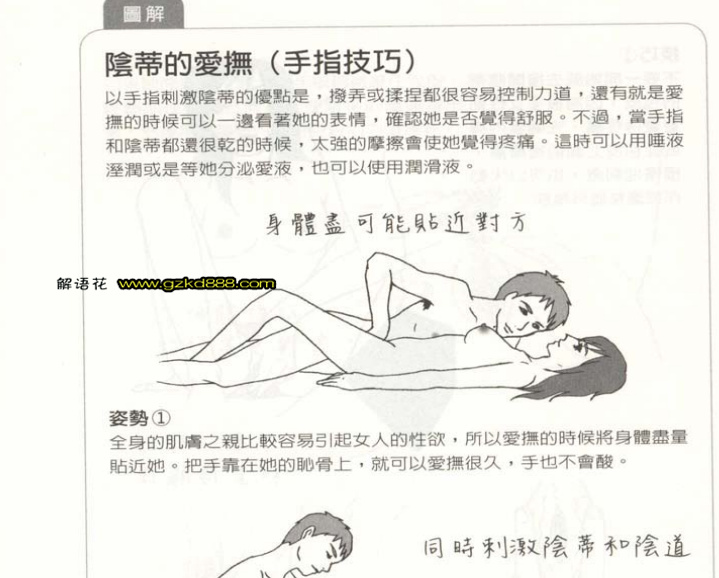 圖解
陰蒂的愛撫（手指技巧）
以手指刺激陰蒂的優點是，撥弄或揉捏都很容易控制力道，還有就是愛
撫的時候可以一邊看著她的表情，確認她是否覺得舒服。不過，當手指
和陰蒂都還很乾的時候，太強的摩擦會使她覺得疼痛。這時可以用唾液
溼潤或是等她分泌愛液，也可以使用潤滑液。
身體盡可能貼近對方
解语花 www.gzkd888.com
姿勢①
全身的肌膚之親比較容易引起女人的性欲，所以愛撫的時候將身體盡量
貼近她。把手靠在她的恥骨上，就可以愛撫很久，手也不會酸。
同時刺激陰蒂和陰道